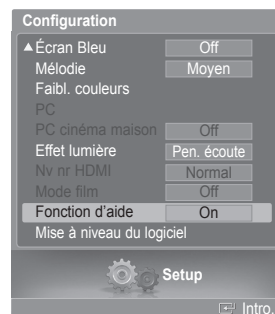 Configuration
▲Écran Bleu Off
Mélodie Moyen
Faibl. couleurs
PC
PC cinéma maison Off
Effet lumière Pen. écoute
Nv nr HDMI Normal
Mode film Off
Fonction d'aide On
Mise à niveau du logiciel
Setup
Intro.